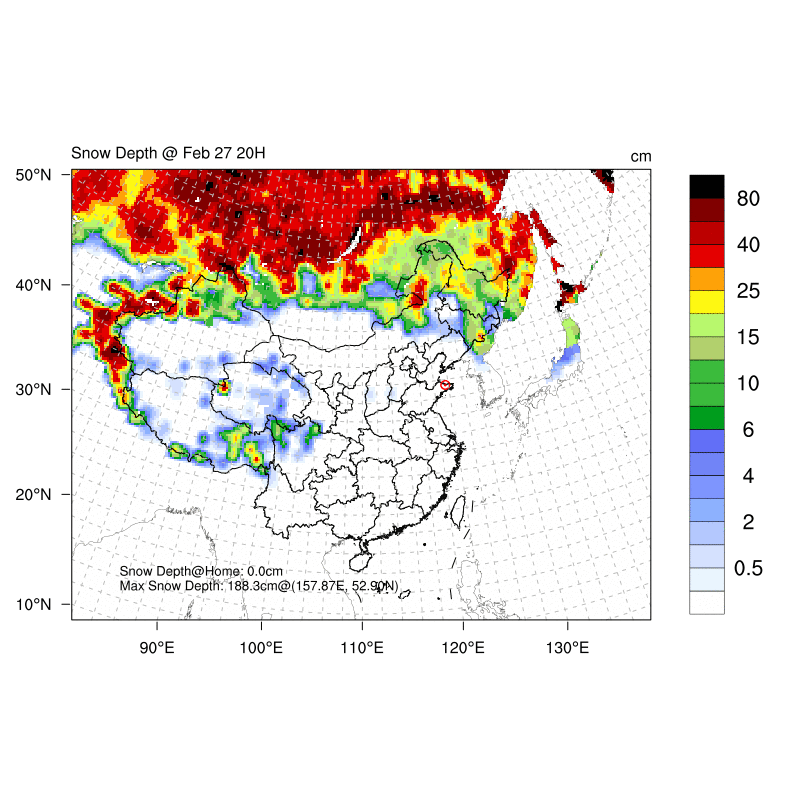 Snow Depth @ Feb 27 20H
cm
50°N
40°N
30°N
20°N
10°N
90°E
100°E
110°E
120°E
130°E
80
40
25
15
10
6
4
2
0.5
Snow Depth@Home: 0.0cm
Max Snow Depth: 188.3cm@(157.87E, 52.90N)